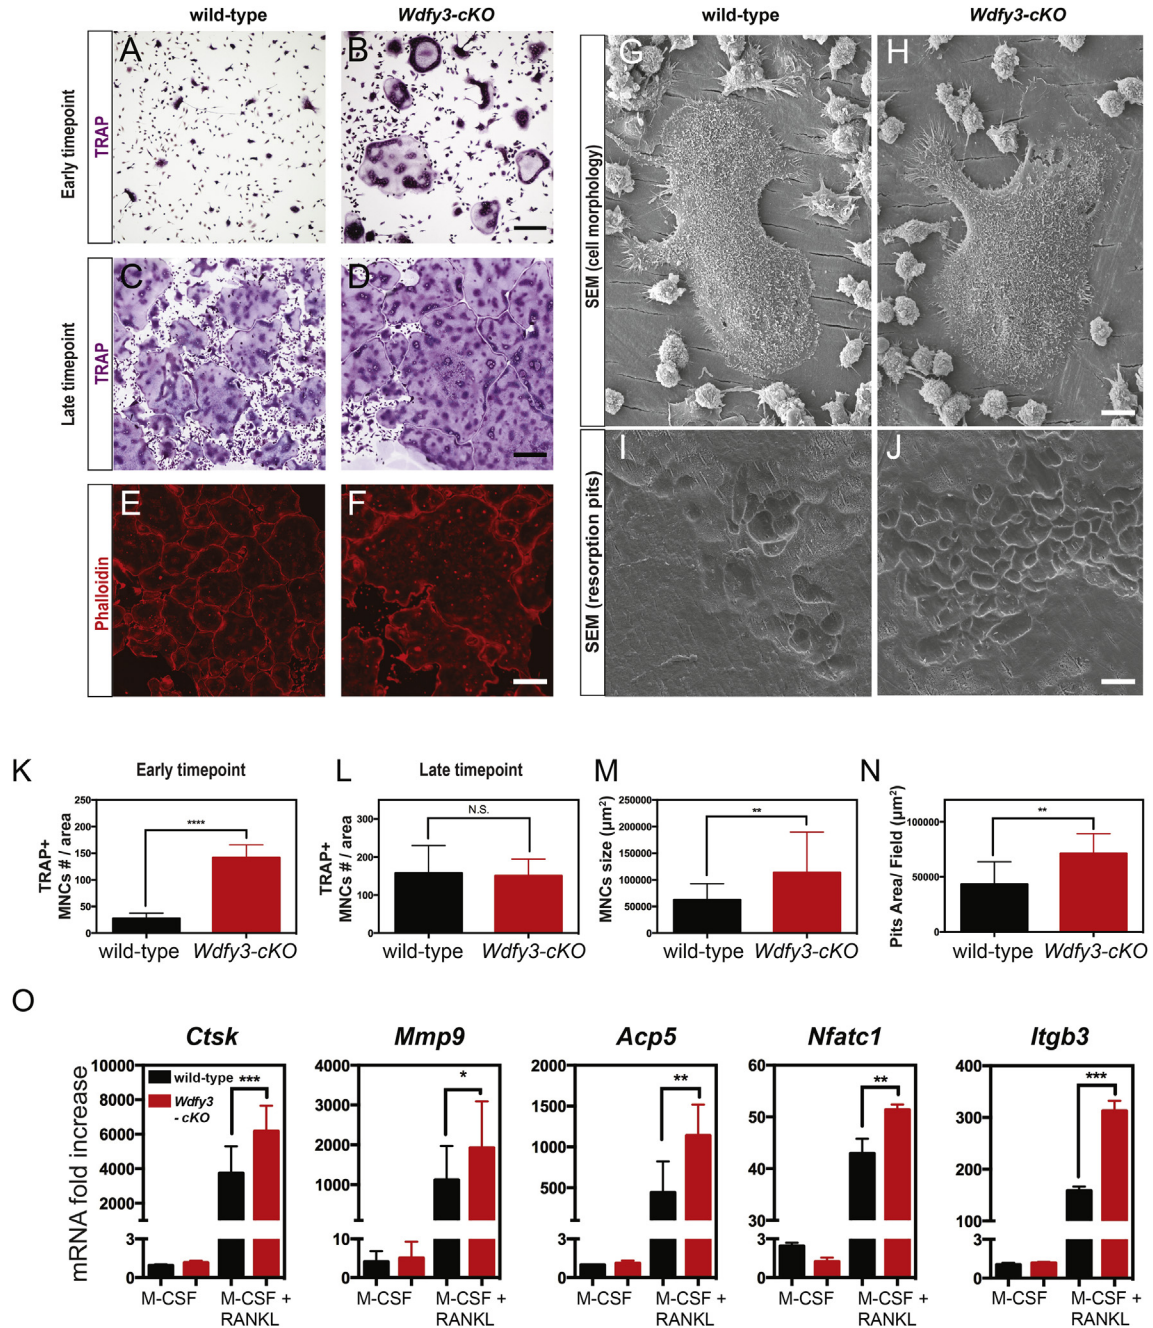 wild-type
Wdfy3-cKO
wild-type
Wdfy3-cKO
Early timepoint
TRAP
A
B
Late timepoint
TRAP
C
D
Phalloidin
E
F
SEM (cell morphology)
G
H
SEM (resorption pits)
I
J
K
Early timepoint
TRAP+
MNCs # / area
250
200
150
100
50
0
****
wild-type
Wdfy3-cKO
L
Late timepoint
TRAP+
MNCs # / area
300
200
100
0
N.S.
wild-type
Wdfy3-cKO
M
MNCs size (µm²)
250000
200000
150000
100000
50000
0
**
wild-type
Wdfy3-cKO
N
Pits Area/ Field (µm²)
100000
50000
0
**
wild-type
Wdfy3-cKO
O
mRNA fold increase
Ctsk
10000
8000
6000
4000
2000
3
0
wild-type
Wdfy3
- cKO
***
M-CSF
M-CSF +
RANKL
Mmp9
4000
3000
2000
1000
10
0
*
M-CSF
M-CSF +
RANKL
Acp5
2000
1500
1000
500
3
0
**
M-CSF
M-CSF +
RANKL
Nfatc1
60
50
40
30
3
0
**
M-CSF
M-CSF +
RANKL
Itgb3
400
300
200
100
3
0
***
M-CSF
M-CSF +
RANKL